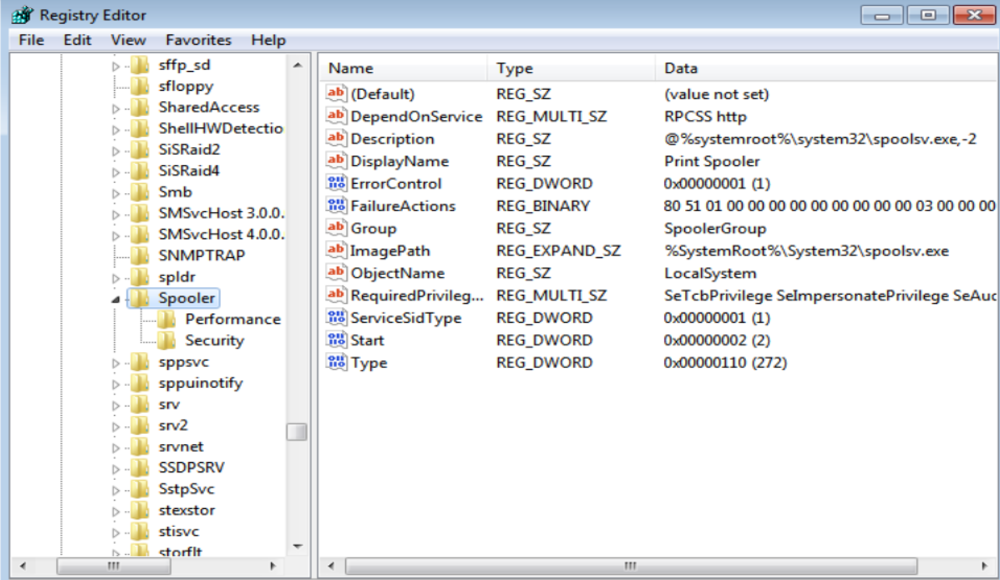 Registry Editor
File Edit View Favorites Help
sffp_sd
sfloppy
SharedAccess
ShellHWDetectio
SiSRaid2
SiSRaid4
Smb
SMSvcHost 3.0.0.
SMSvcHost 4.0.0.
SNMPTRAP
spldr
Spooler
Performance
Security
sppsvc
sppuinotify
srv
srv2
srvnet
SSDPSRV
SstpSvc
stexstor
stisvc
storflt
Name Type Data
(Default) REG_SZ (value not set)
DependOnService REG_MULTI_SZ RPCSS http
Description REG_SZ @%systemroot%\system32\spoolsv.exe,-2
DisplayName REG_SZ Print Spooler
ErrorControl REG_DWORD 0x00000001 (1)
FailureActions REG_BINARY 80 51 01 00 00 00 00 00 00 00 00 00 03 00 00 00
Group REG_SZ SpoolerGroup
ImagePath REG_EXPAND_SZ %SystemRoot%\System32\spoolsv.exe
ObjectName REG_SZ LocalSystem
RequiredPrivileg... REG_MULTI_SZ SeTcbPrivilege SeImpersonatePrivilege SeAuc
ServiceSidType REG_DWORD 0x00000001 (1)
Start REG_DWORD 0x00000002 (2)
Type REG_DWORD 0x00000110 (272)